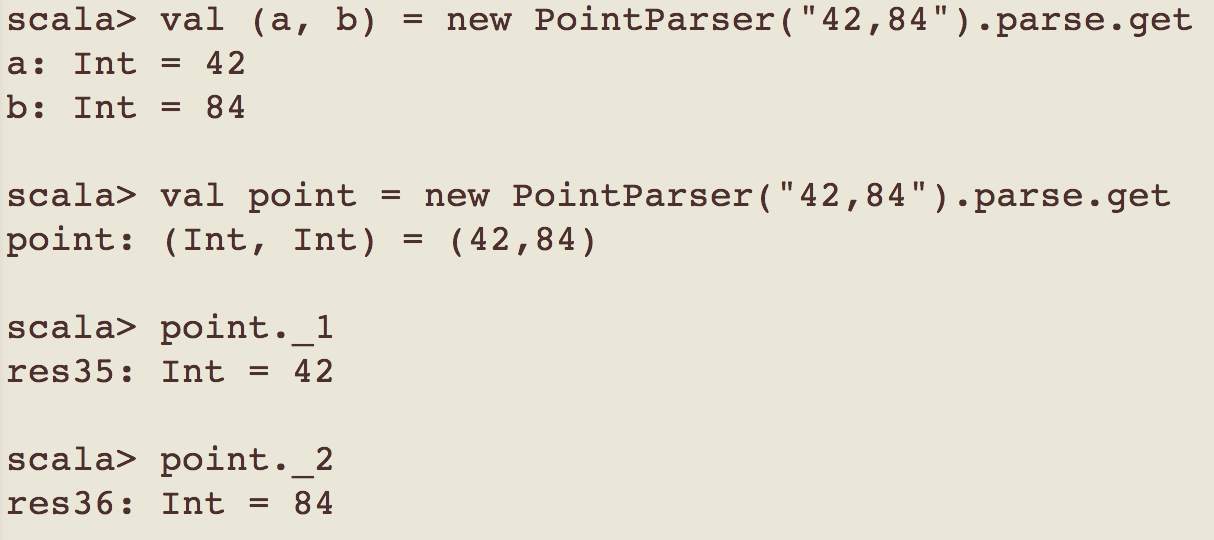 scala> val (a, b) = new PointParser("42,84").parse.get
a: Int = 42
b: Int = 84
scala> val point = new PointParser("42,84").parse.get
point: (Int, Int) = (42,84)
scala> point._1
res35: Int = 42
scala> point._2
res36: Int = 84